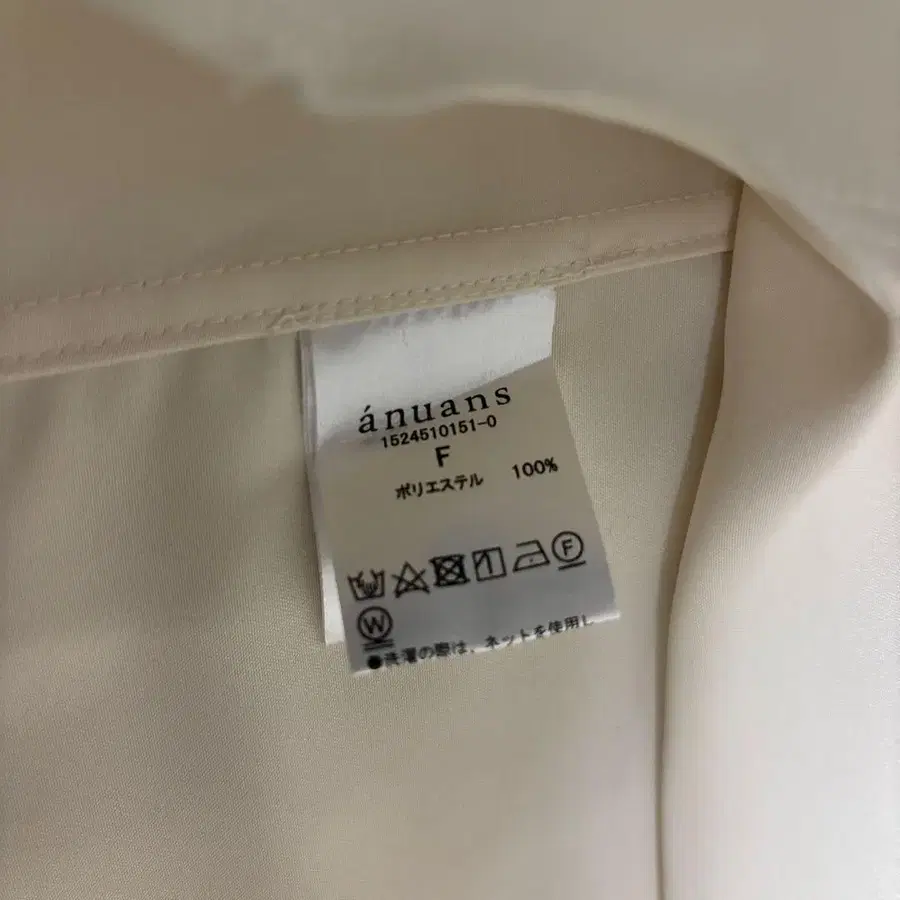 ánuans
1524510151-0
F
ポリエステル 100%
F
W
●洗濯の際は、ネットを使用し